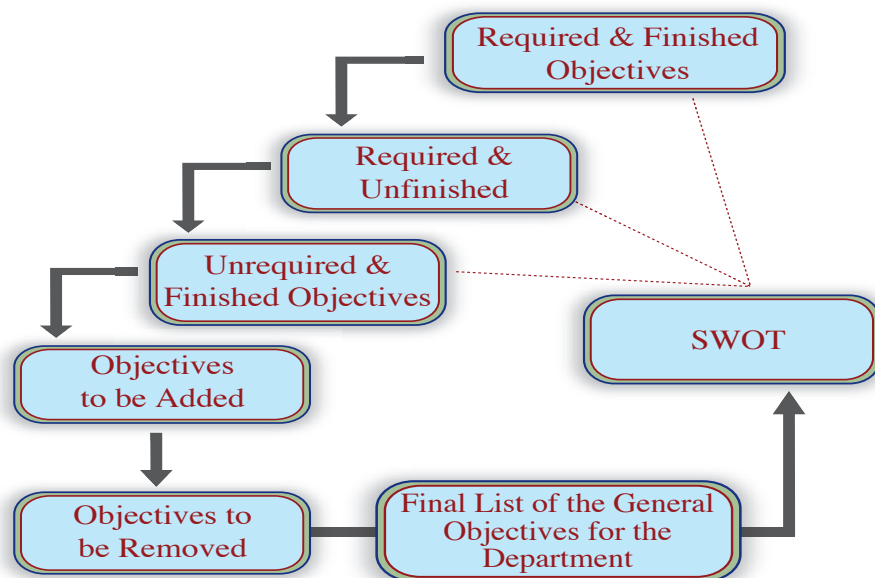 Required & Finished
Objectives
Required &
Unfinished
Unrequired &
Finished Objectives
SWOT
Objectives
to be Added
Objectives to
be Removed
Final List of the General
Objectives for the
Department